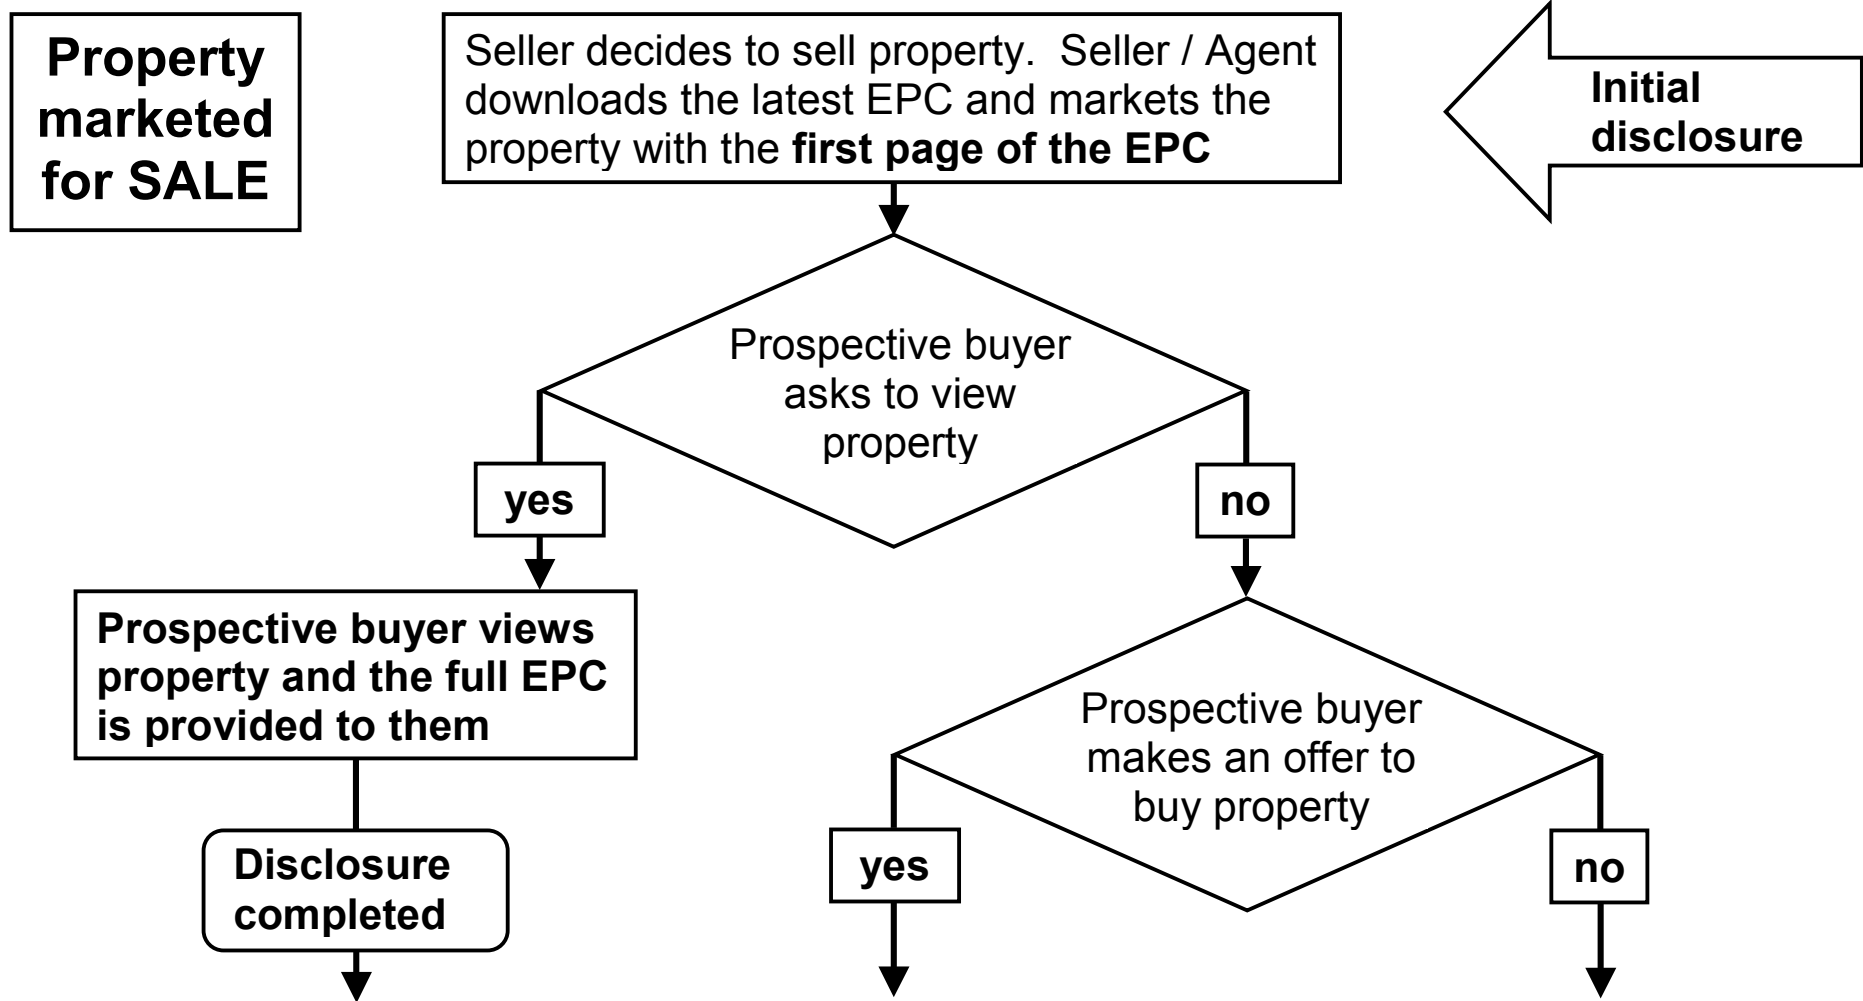 Property
marketed
for SALE
Seller decides to sell property.  Seller / Agent
downloads the latest EPC and markets the
property with the first page of the EPC
Initial
disclosure
Prospective buyer
asks to view
property
yes
no
Prospective buyer views
property and the full EPC
is provided to them
Prospective buyer
makes an offer to
buy property
Disclosure
completed
yes
no